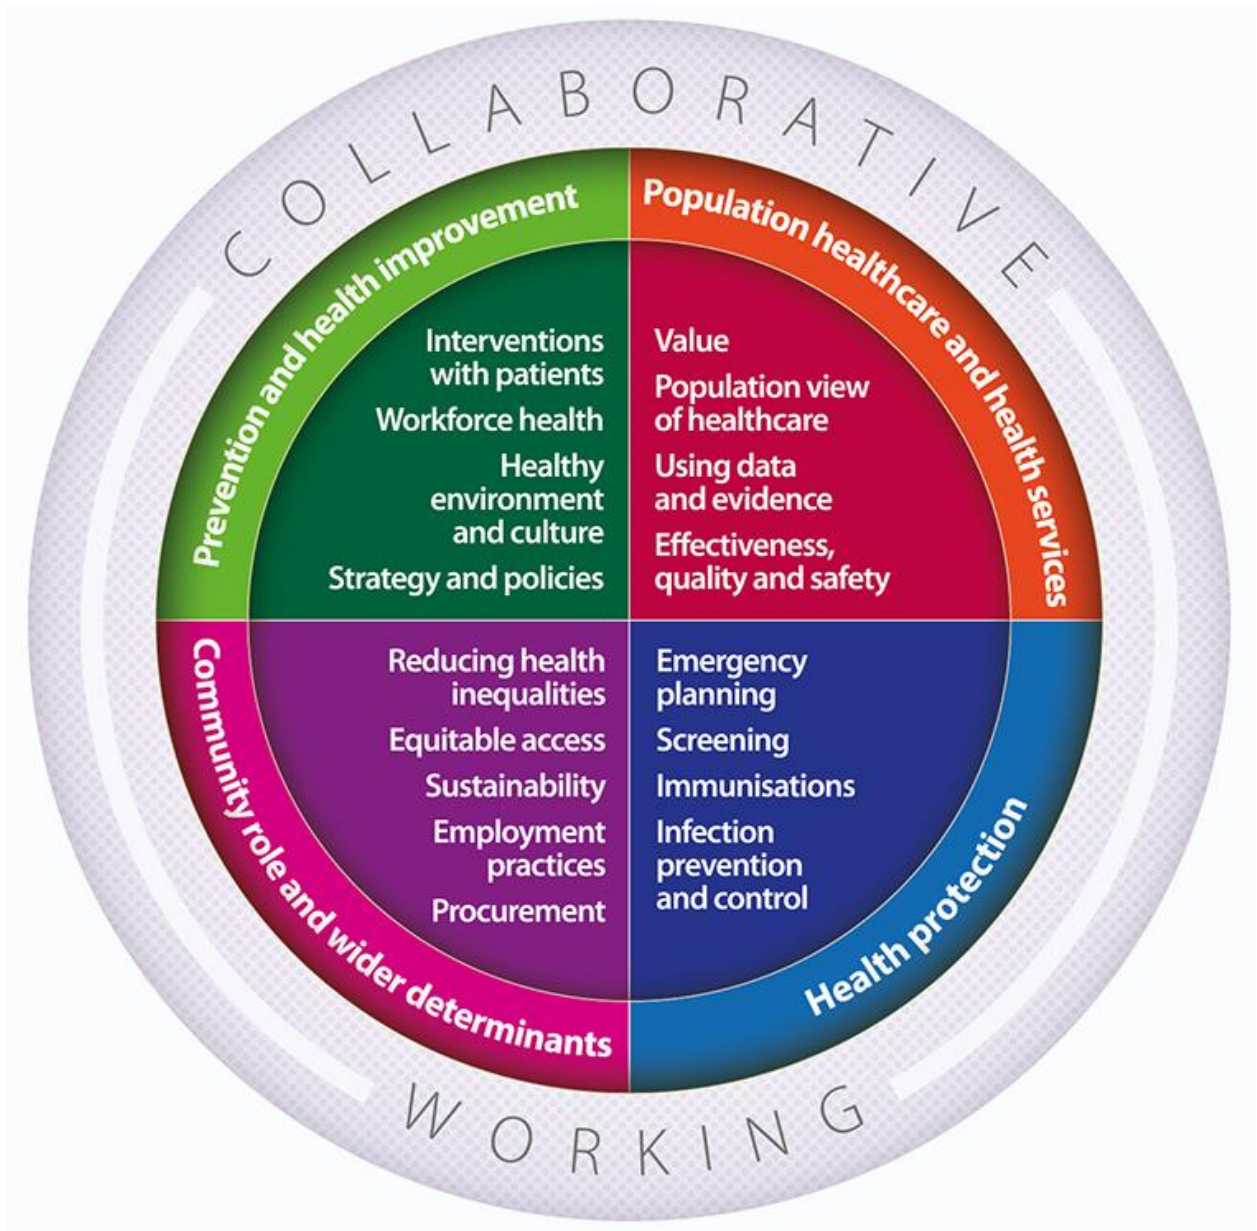 COLLABORATIVE
Prevention and health improvement
Interventions
with patients
Workforce health
Healthy
environment
and culture
Strategy and policies
Population healthcare and health services
Value
Population view
of healthcare
Using data
and evidence
Effectiveness,
quality and safety
Community role and wider determinants
Reducing health
inequalities
Equitable access
Sustainability
Employment
practices
Procurement
Health protection
Emergency
planning
Screening
Immunisations
Infection
prevention
and control
WORKING